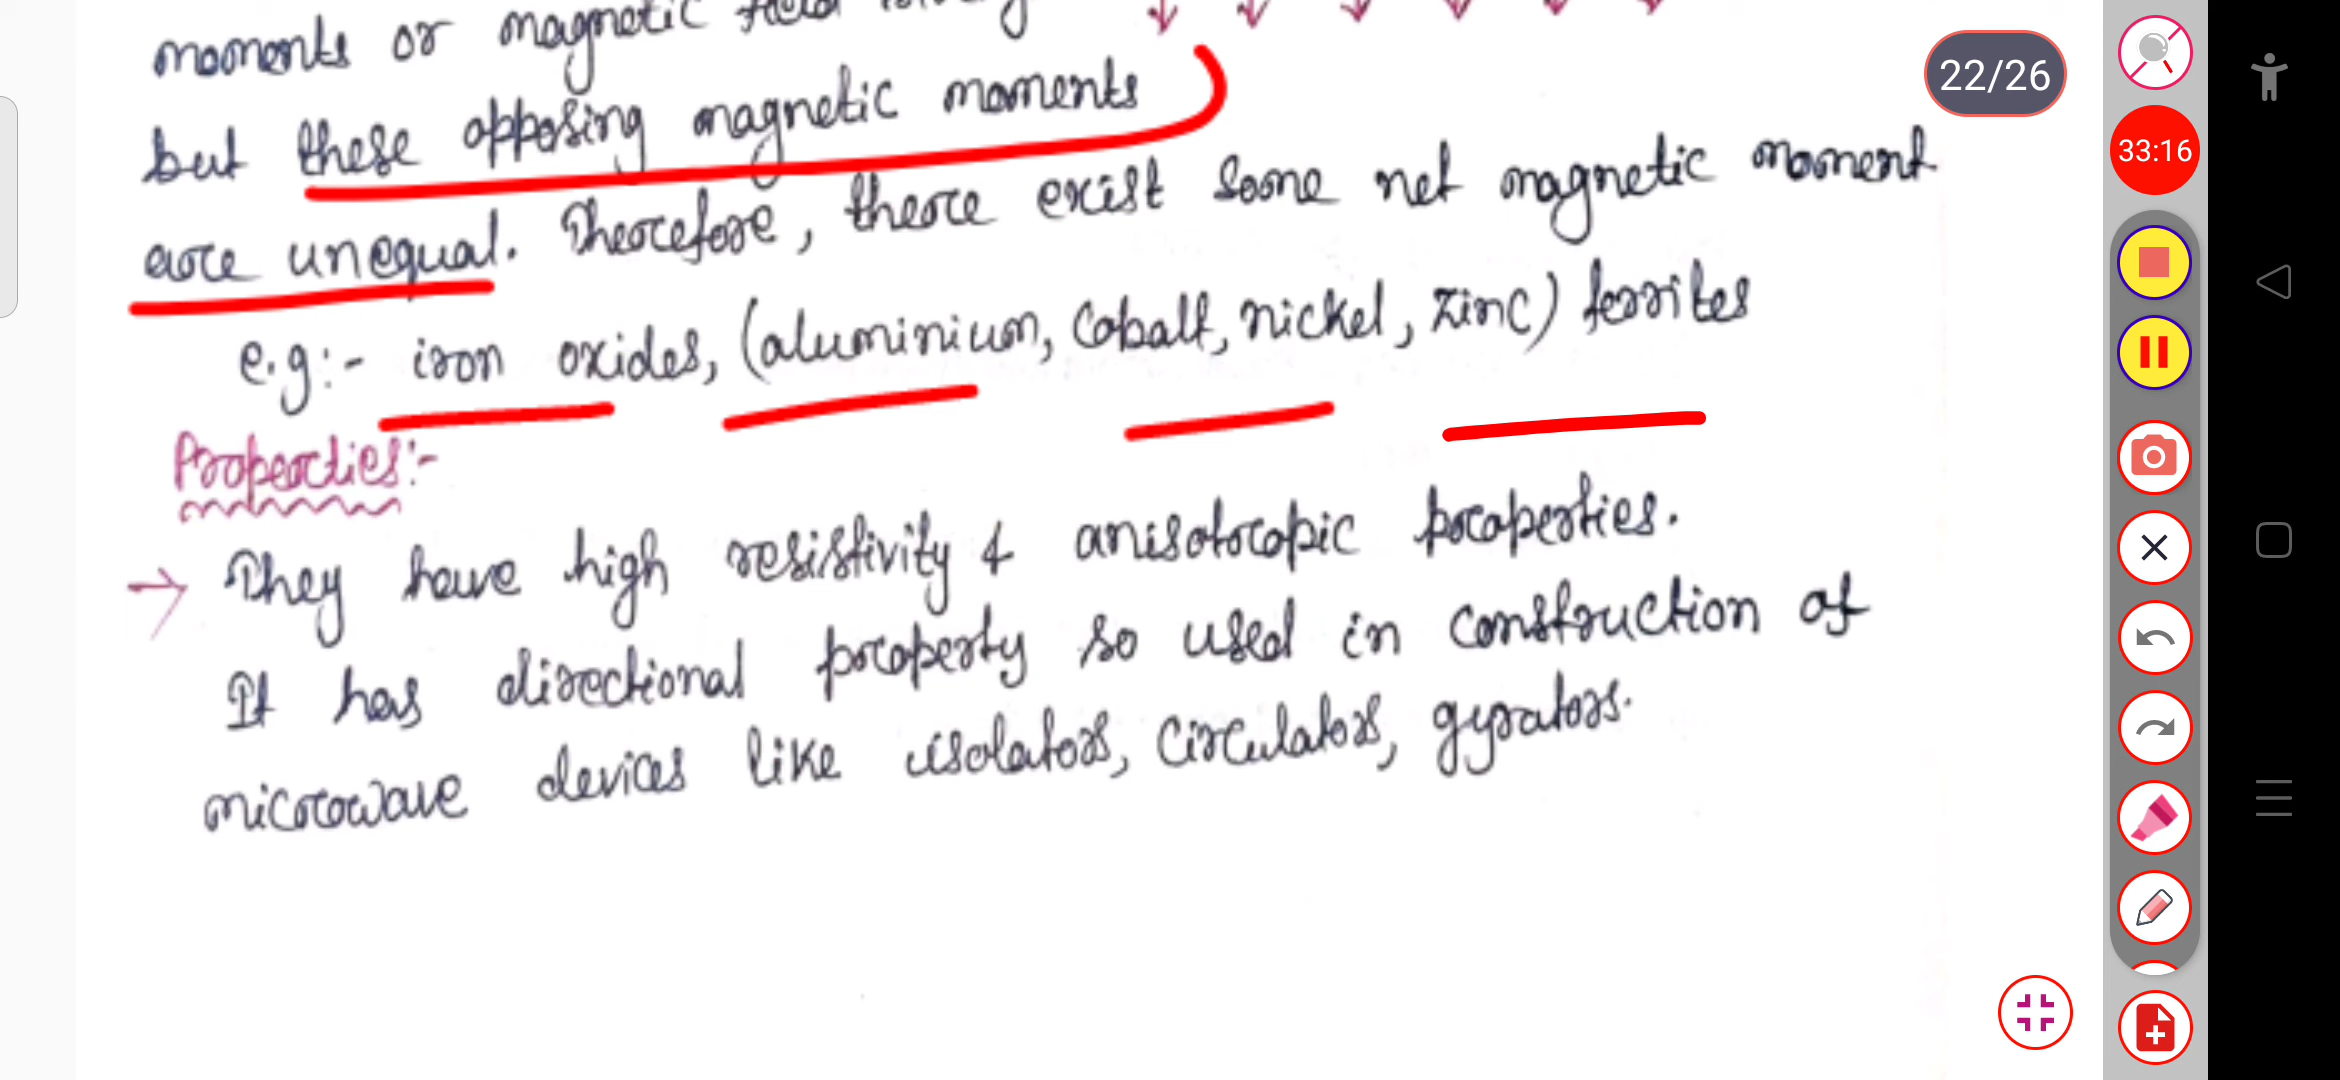 moments or magnetic field
but these opposing magnetic moments
are unequal. Therefore, there exist some net magnetic moment
e.g:- iron oxides, (aluminium, cobalt, nickel, zinc) ferrites
Properties:-
→ They have high resistivity & anisotropic properties.
It has directional property so used in construction of
microwave devices like isolators, circulators, gyrators.
22/26
33:16